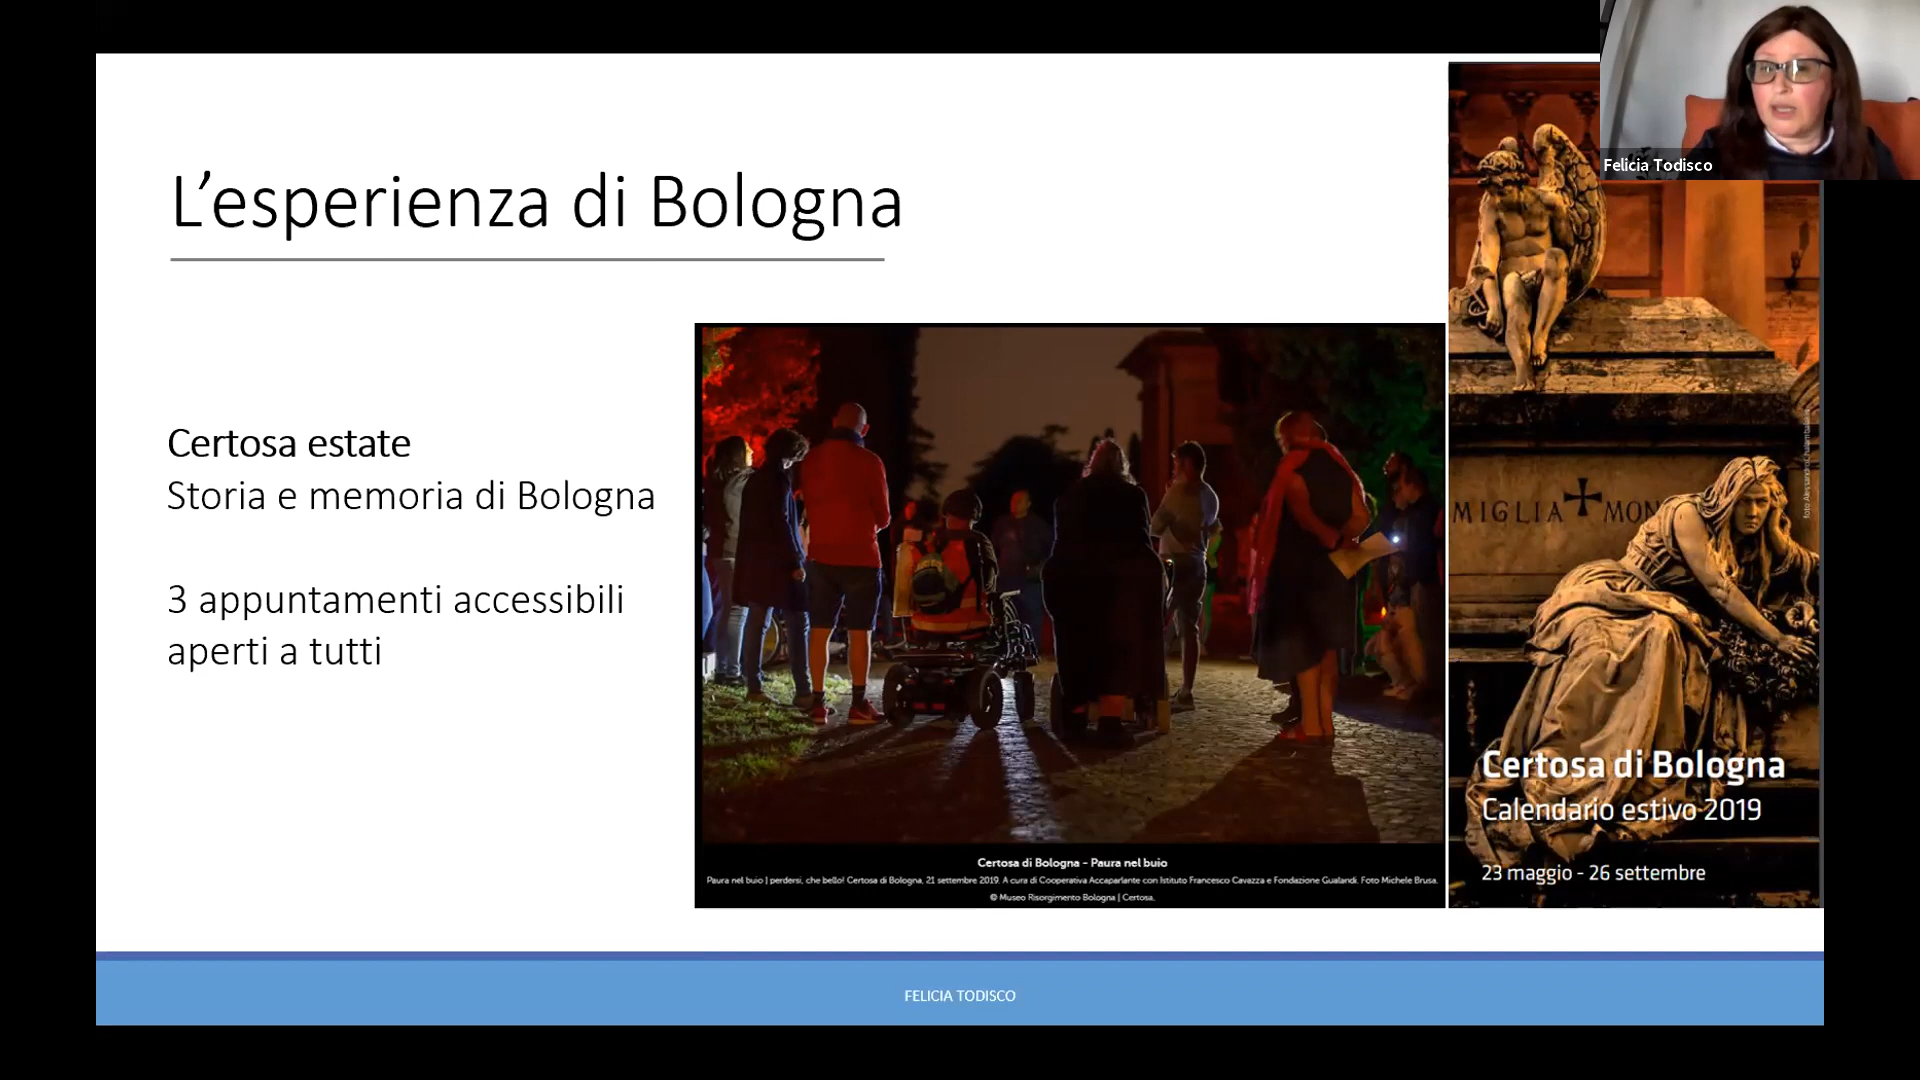 L’esperienza di Bologna
Certosa estate
Storia e memoria di Bologna
3 appuntamenti accessibili
aperti a tutti
Certosa di Bologna - Paura nel buio
Paura nel buio | perdersi, che bello! Certosa di Bologna, 21 settembre 2019. A cura di Cooperativa Accaparlante con Istituto Francesco Cavazza e Fondazione Gualandi. Foto Michele Brusa.
© Museo Risorgimento Bologna | Certosa.
Felicia Todisco
MIGLIA MON
Certosa di Bologna
Calendario estivo 2019
23 maggio - 26 settembre
FELICIA TODISCO